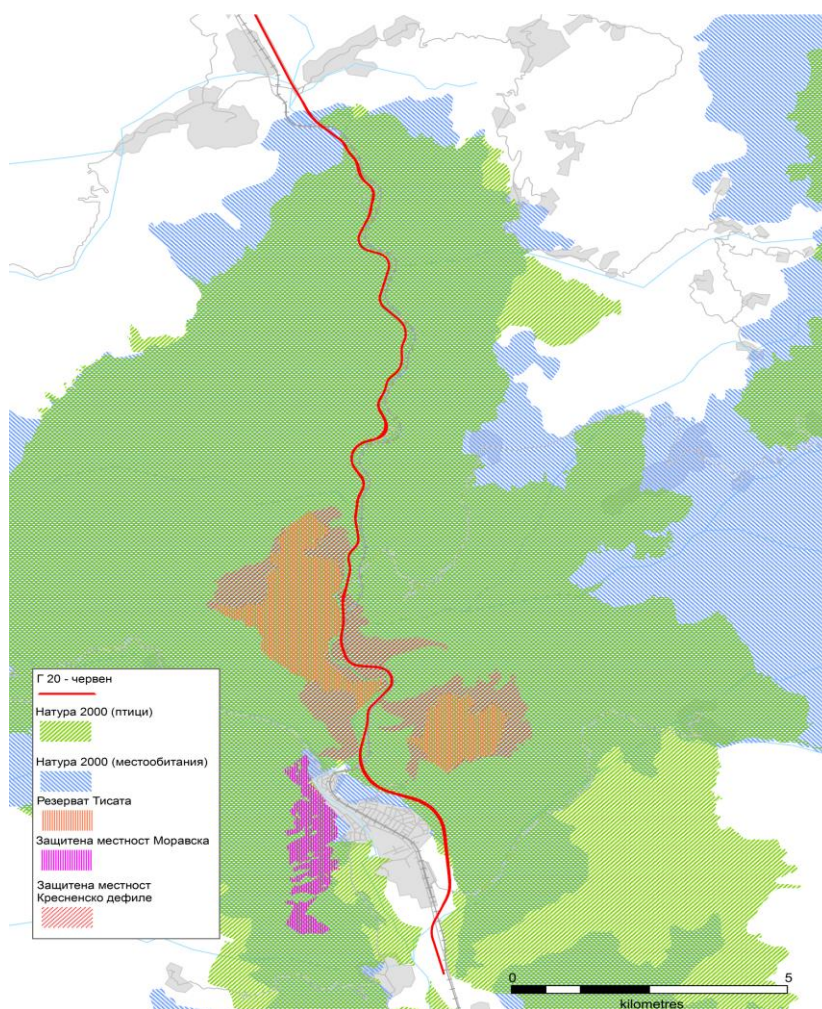 Г 20 - червен
Натура 2000 (птици)
Натура 2000 (местообитания)
Резерват Тисата
Защитена местност Моравска
Защитена местност
Кресненско дефиле
0 5
kilometres